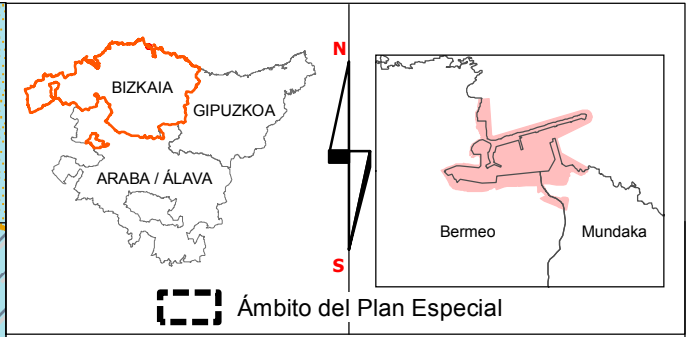 N
BIZKAIA
GIPUZKOA
ARABA / ÁLAVA
Bermeo
Mundaka
S
Ámbito del Plan Especial